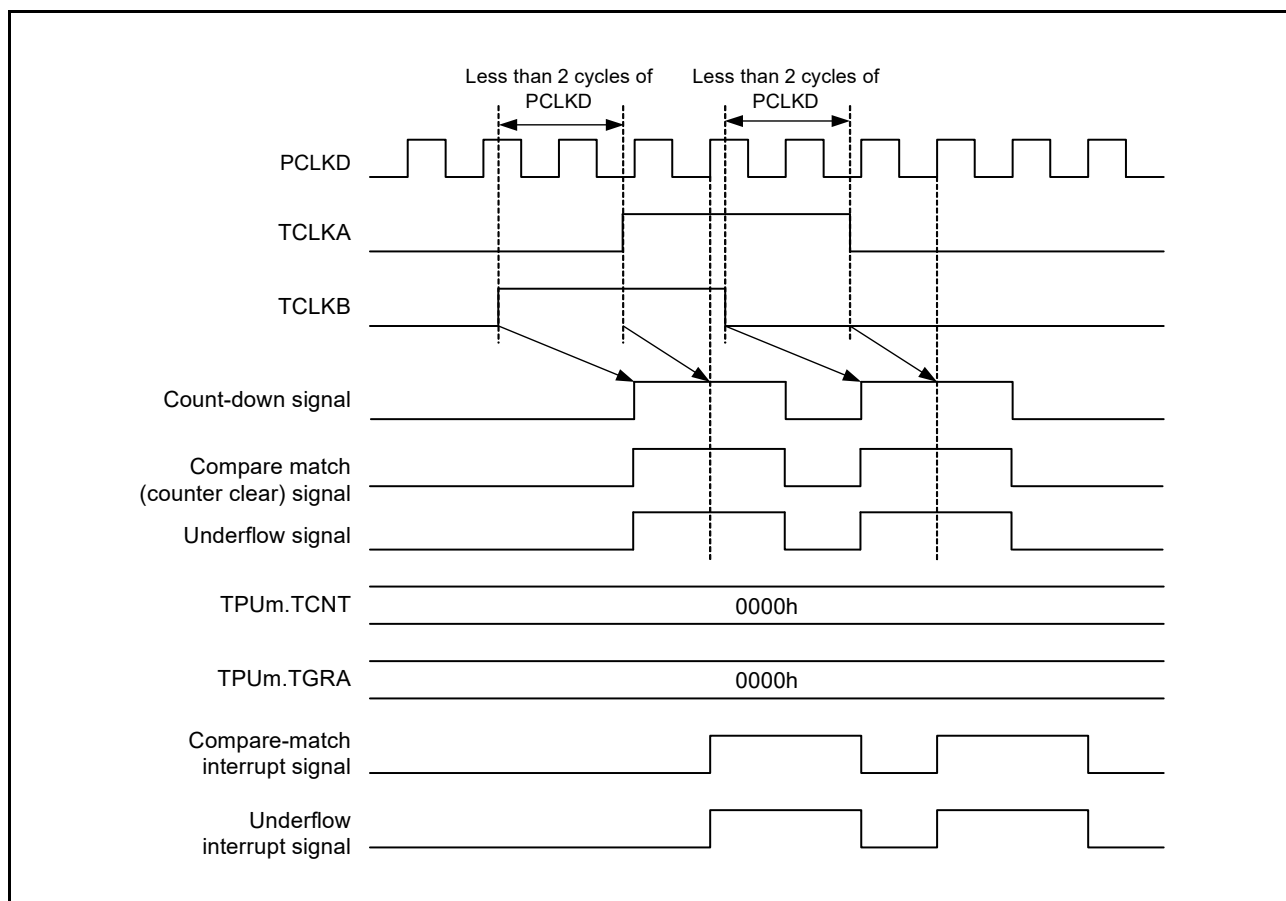 Less than 2 cycles of
PCLKD
Less than 2 cycles of
PCLKD
PCLKD
TCLKA
TCLKB
Count-down signal
Compare match
(counter clear) signal
Underflow signal
TPUm.TCNT
0000h
TPUm.TGRA
0000h
Compare-match
interrupt signal
Underflow
interrupt signal